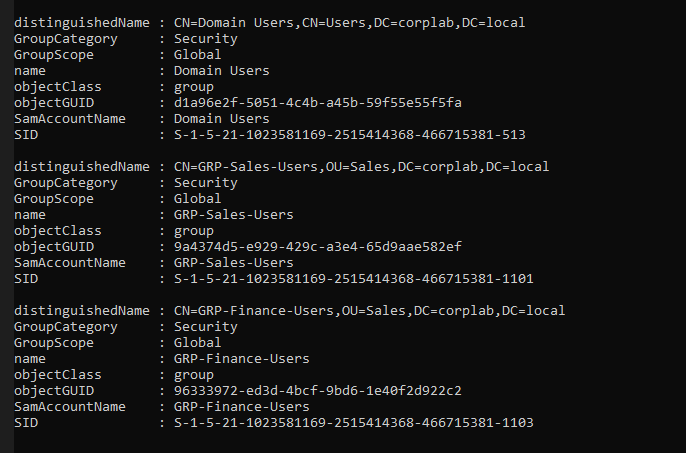 distinguishedName : CN=Domain Users,CN=Users,DC=corplab,DC=local
GroupCategory     : Security
GroupScope        : Global
name              : Domain Users
objectClass       : group
objectGUID        : d1a96e2f-5051-4c4b-a45b-59f55e55f5fa
SamAccountName    : Domain Users
SID               : S-1-5-21-1023581169-2515414368-466715381-513

distinguishedName : CN=GRP-Sales-Users,OU=Sales,DC=corplab,DC=local
GroupCategory     : Security
GroupScope        : Global
name              : GRP-Sales-Users
objectClass       : group
objectGUID        : 9a4374d5-e929-429c-a3e4-65d9aae582ef
SamAccountName    : GRP-Sales-Users
SID               : S-1-5-21-1023581169-2515414368-466715381-1101

distinguishedName : CN=GRP-Finance-Users,OU=Sales,DC=corplab,DC=local
GroupCategory     : Security
GroupScope        : Global
name              : GRP-Finance-Users
objectClass       : group
objectGUID        : 96333972-ed3d-4bcf-9bd6-1e40f2d922c2
SamAccountName    : GRP-Finance-Users
SID               : S-1-5-21-1023581169-2515414368-466715381-1103